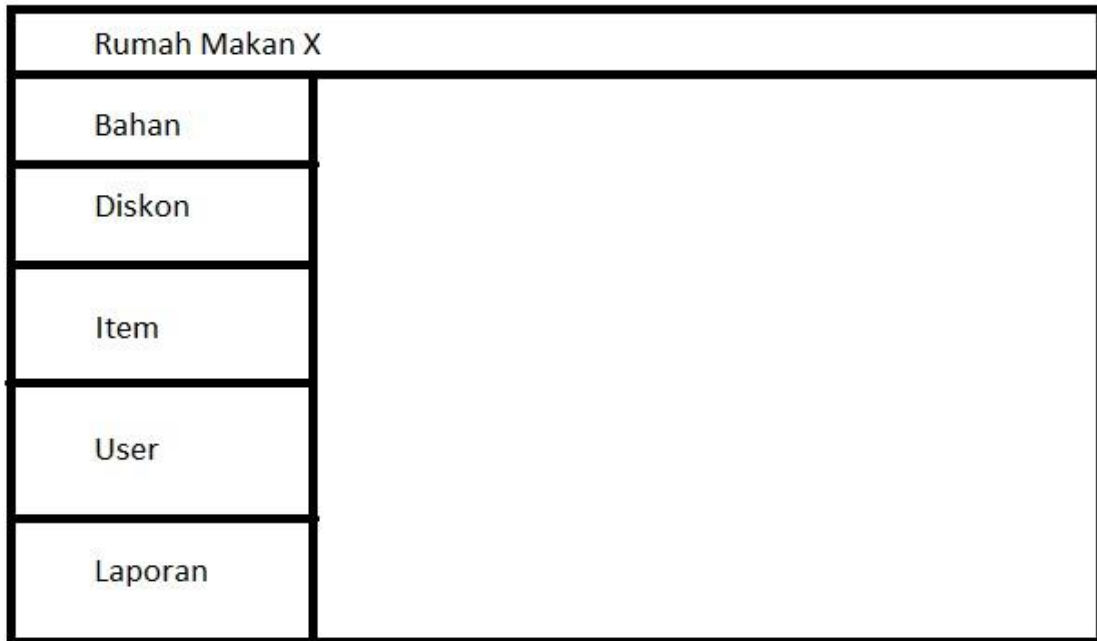 Rumah Makan X
Bahan
Diskon
Item
User
Laporan